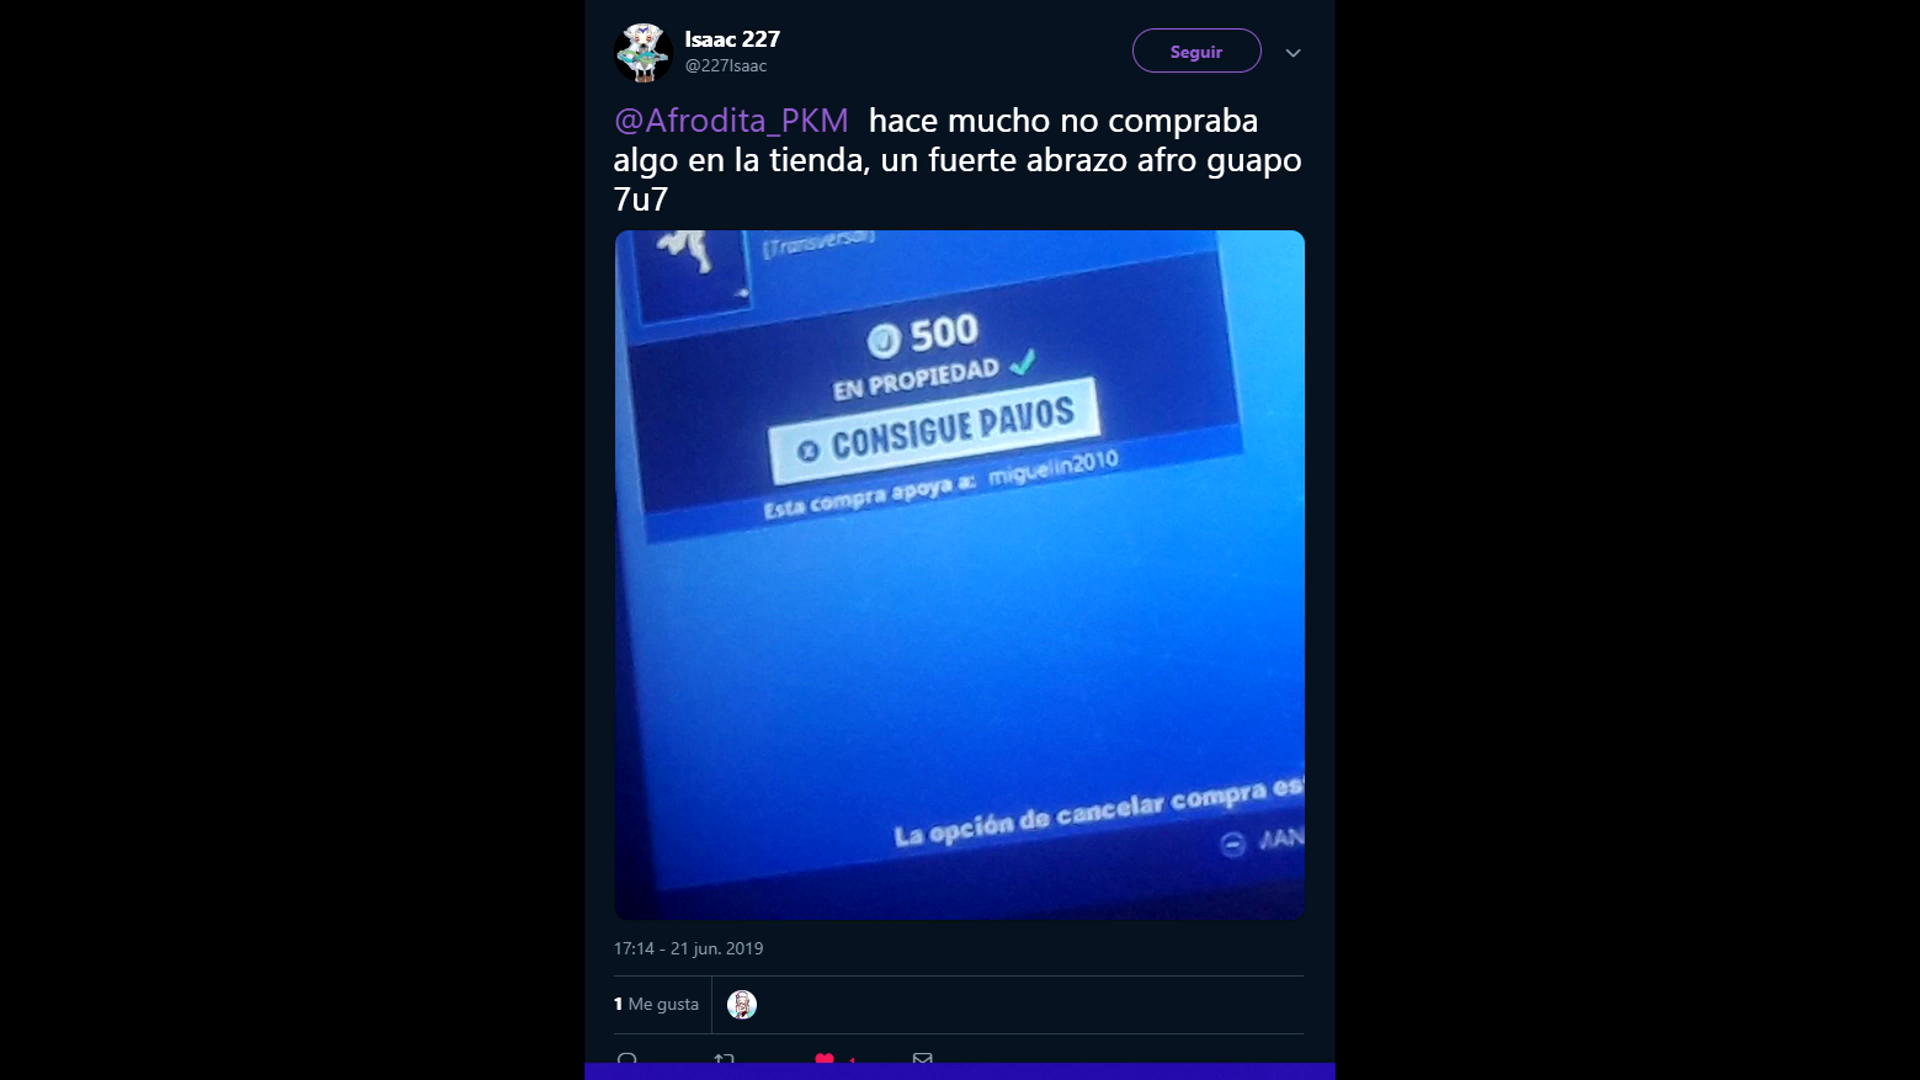 Isaac 227
@227Isaac
Seguir
@Afrodita_PKM hace mucho no compraba
algo en la tienda, un fuerte abrazo afro guapo
7u7
[Transversal]
500
EN PROPIEDAD
CONSIGUE PAVOS
Esta compra apoya a: miguelin2010
La opción de cancelar compra es
17:14 - 21 jun. 2019
1 Me gusta
1